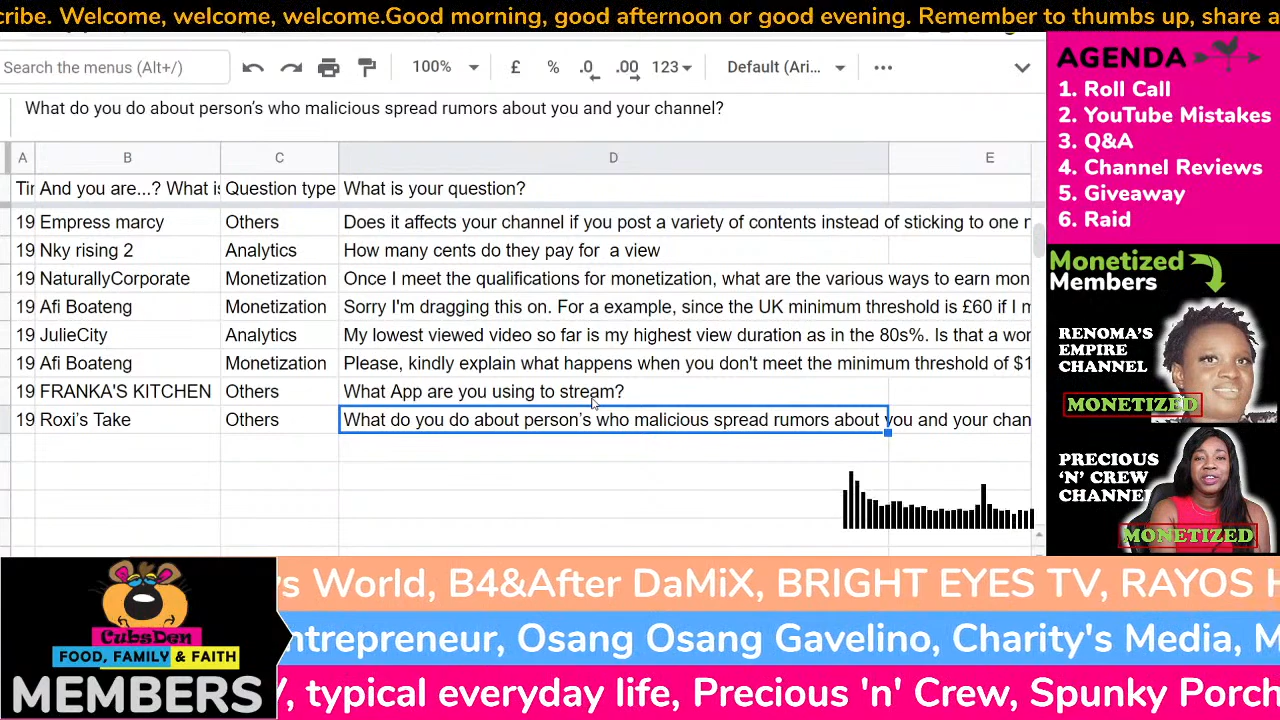 cribe. Welcome, welcome, welcome.Good morning, good afternoon or good evening. Remember to thumbs up, share a
Search the menus (Alt+/)
100%
£
%
.0
.00
123
Default (Ari...
What do you do about person's who malicious spread rumors about you and your channel?
A
B
C
D
E
Tir
And you are...? What is
Question type
What is your question?
19 Empress marcy Others Does it affects your channel if you post a variety of contents instead of sticking to one n
19 Nky rising 2 Analytics How many cents do they pay for a view
19 NaturallyCorporate Monetization Once I meet the qualifications for monetization, what are the various ways to earn mon
19 Afi Boateng Monetization Sorry I'm dragging this on. For a example, since the UK minimum threshold is £60 if I m
19 JulieCity Analytics My lowest viewed video so far is my highest view duration as in the 80s%. Is that a wor
19 Afi Boateng Monetization Please, kindly explain what happens when you don't meet the minimum threshold of $1
19 FRANKA'S KITCHEN Others What App are you using to stream?
19 Roxi's Take Others What do you do about person's who malicious spread rumors about you and your chan
AGENDA
1. Roll Call
2. YouTube Mistakes
3. Q&A
4. Channel Reviews
5. Giveaway
6. Raid
Monetized
Members
RENOMA'S
EMPIRE
CHANNEL
MONETIZED
PRECIOUS
'N' CREW
CHANNEL
MONETIZED
CubsDen
FOOD, FAMILY & FAITH
MEMBERS
's World, B4&After DaMiX, BRIGHT EYES TV, RAYOS H
ntrepreneur, Osang Osang Gavelino, Charity's Media, M
, typical everyday life, Precious 'n' Crew, Spunky Porch